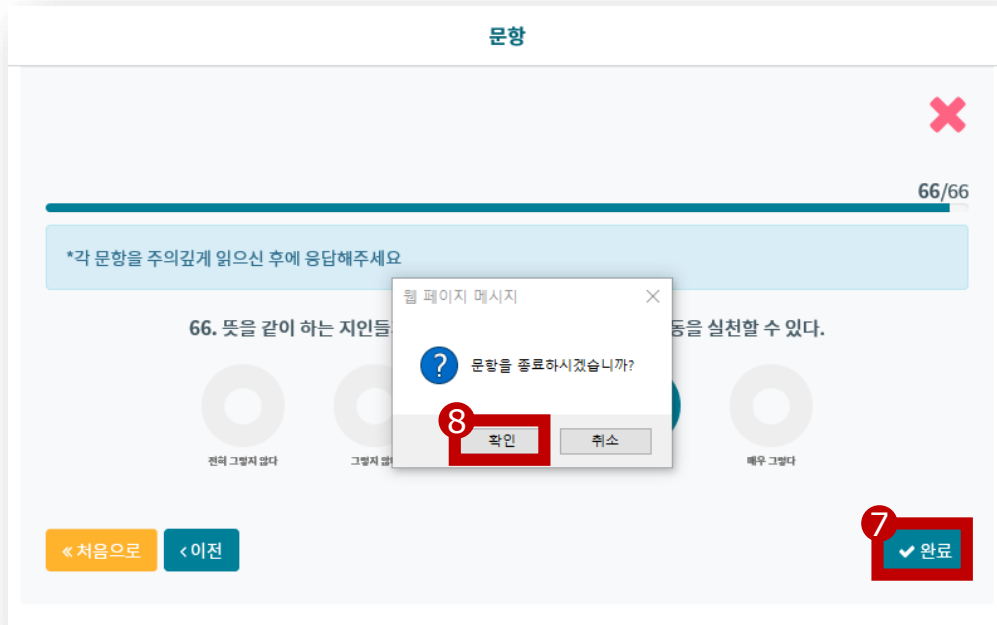 문항
66/66
*각 문항을 주의깊게 읽으신 후에 응답해주세요
웹 페이지 메시지
66. 뜻을 같이 하는 지인들 동을 실천할 수 있다.
문항을 종료하시겠습니까?
8
확인 취소
전혀 그렇지 않다 그렇지 매우 그렇다
7
처음으로 이전 완료